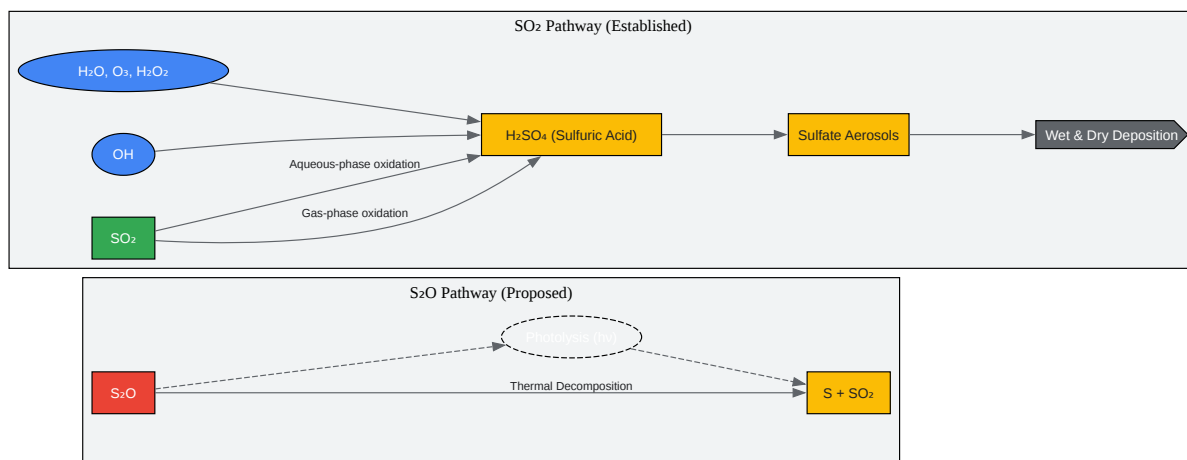 SO₂ Pathway (Established)
H₂O, O₃, H₂O₂
OH
SO₂
Aqueous-phase oxidation
Gas-phase oxidation
H₂SO₄ (Sulfuric Acid)
Sulfate Aerosols
Wet & Dry Deposition
S₂O Pathway (Proposed)
Photolysis (hν)
S₂O
Thermal Decomposition
S + SO₂